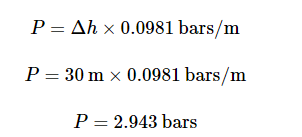 P = Δh × 0.0981 bars/m
P = 30 m × 0.0981 bars/m
P = 2.943 bars